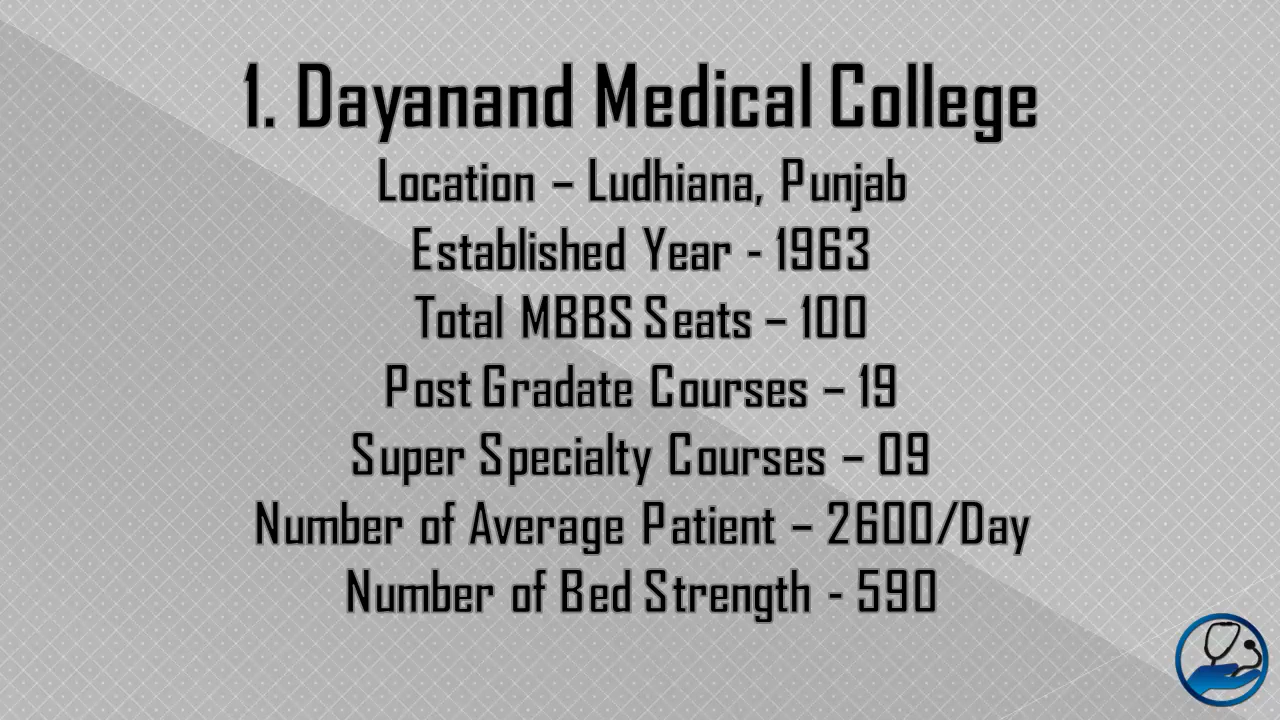 1. Dayanand Medical College
Location – Ludhiana, Punjab
Established Year - 1963
Total MBBS Seats – 100
Post Gradate Courses – 19
Super Specialty Courses – 09
Number of Average Patient – 2600/Day
Number of Bed Strength - 590